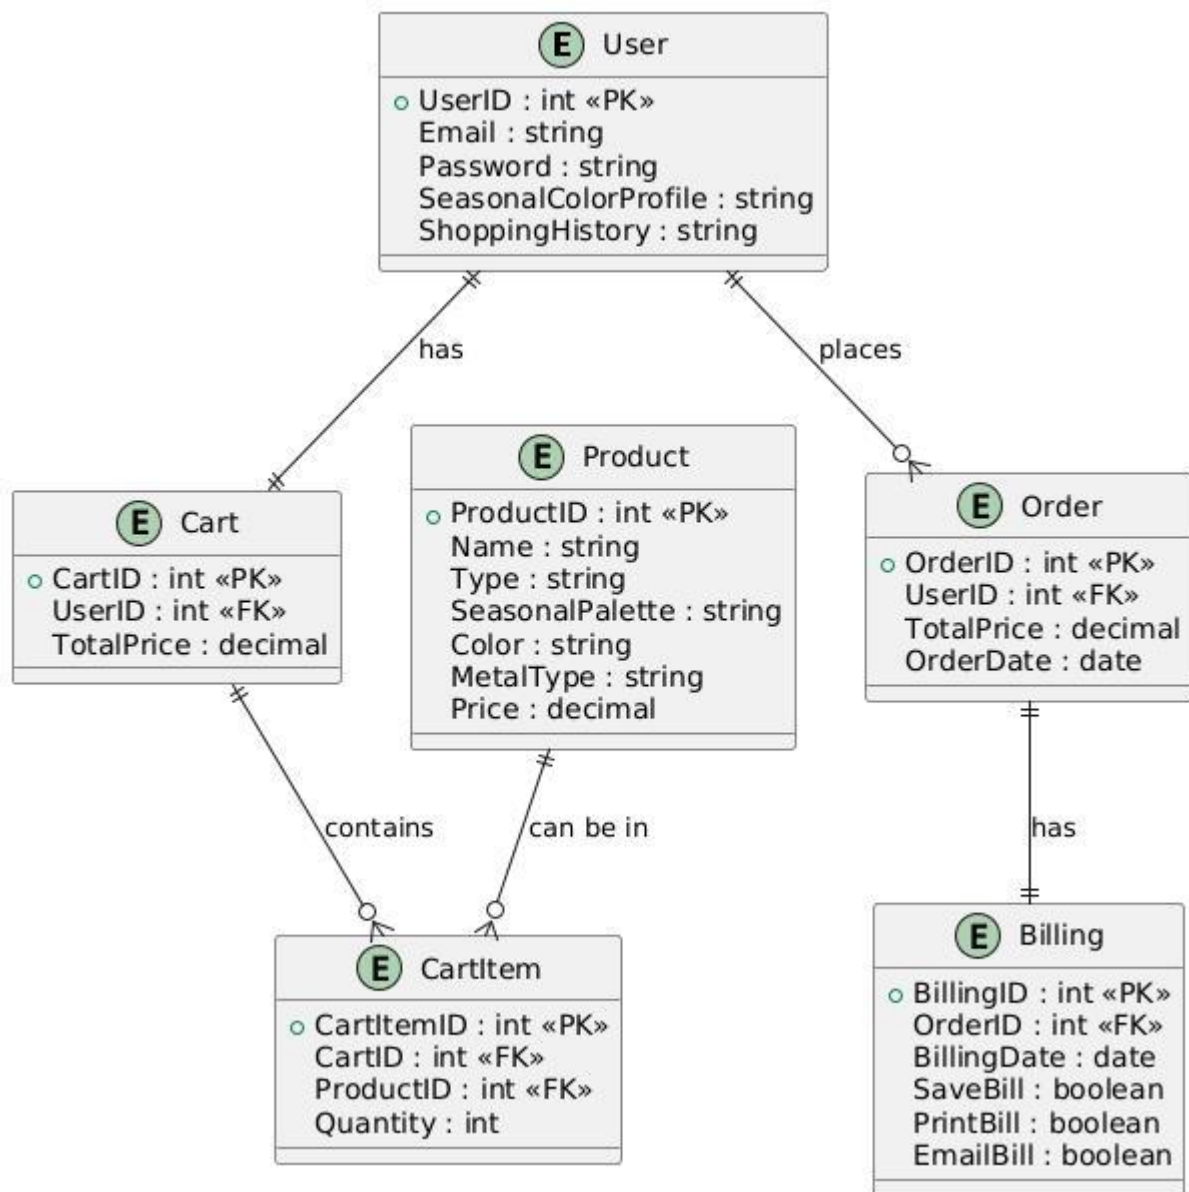 E User
UserID : int «PK»
Email : string
Password : string
SeasonalColorProfile : string
ShoppingHistory : string
has
places
E Cart
CartID : int «PK»
UserID : int «FK»
TotalPrice : decimal
E Product
ProductID : int «PK»
Name : string
Type : string
SeasonalPalette : string
Color : string
MetalType : string
Price : decimal
E Order
OrderID : int «PK»
UserID : int «FK»
TotalPrice : decimal
OrderDate : date
contains
can be in
has
E CartItem
CartItemID : int «PK»
CartID : int «FK»
ProductID : int «FK»
Quantity : int
E Billing
BillingID : int «PK»
OrderID : int «FK»
BillingDate : date
SaveBill : boolean
PrintBill : boolean
EmailBill : boolean